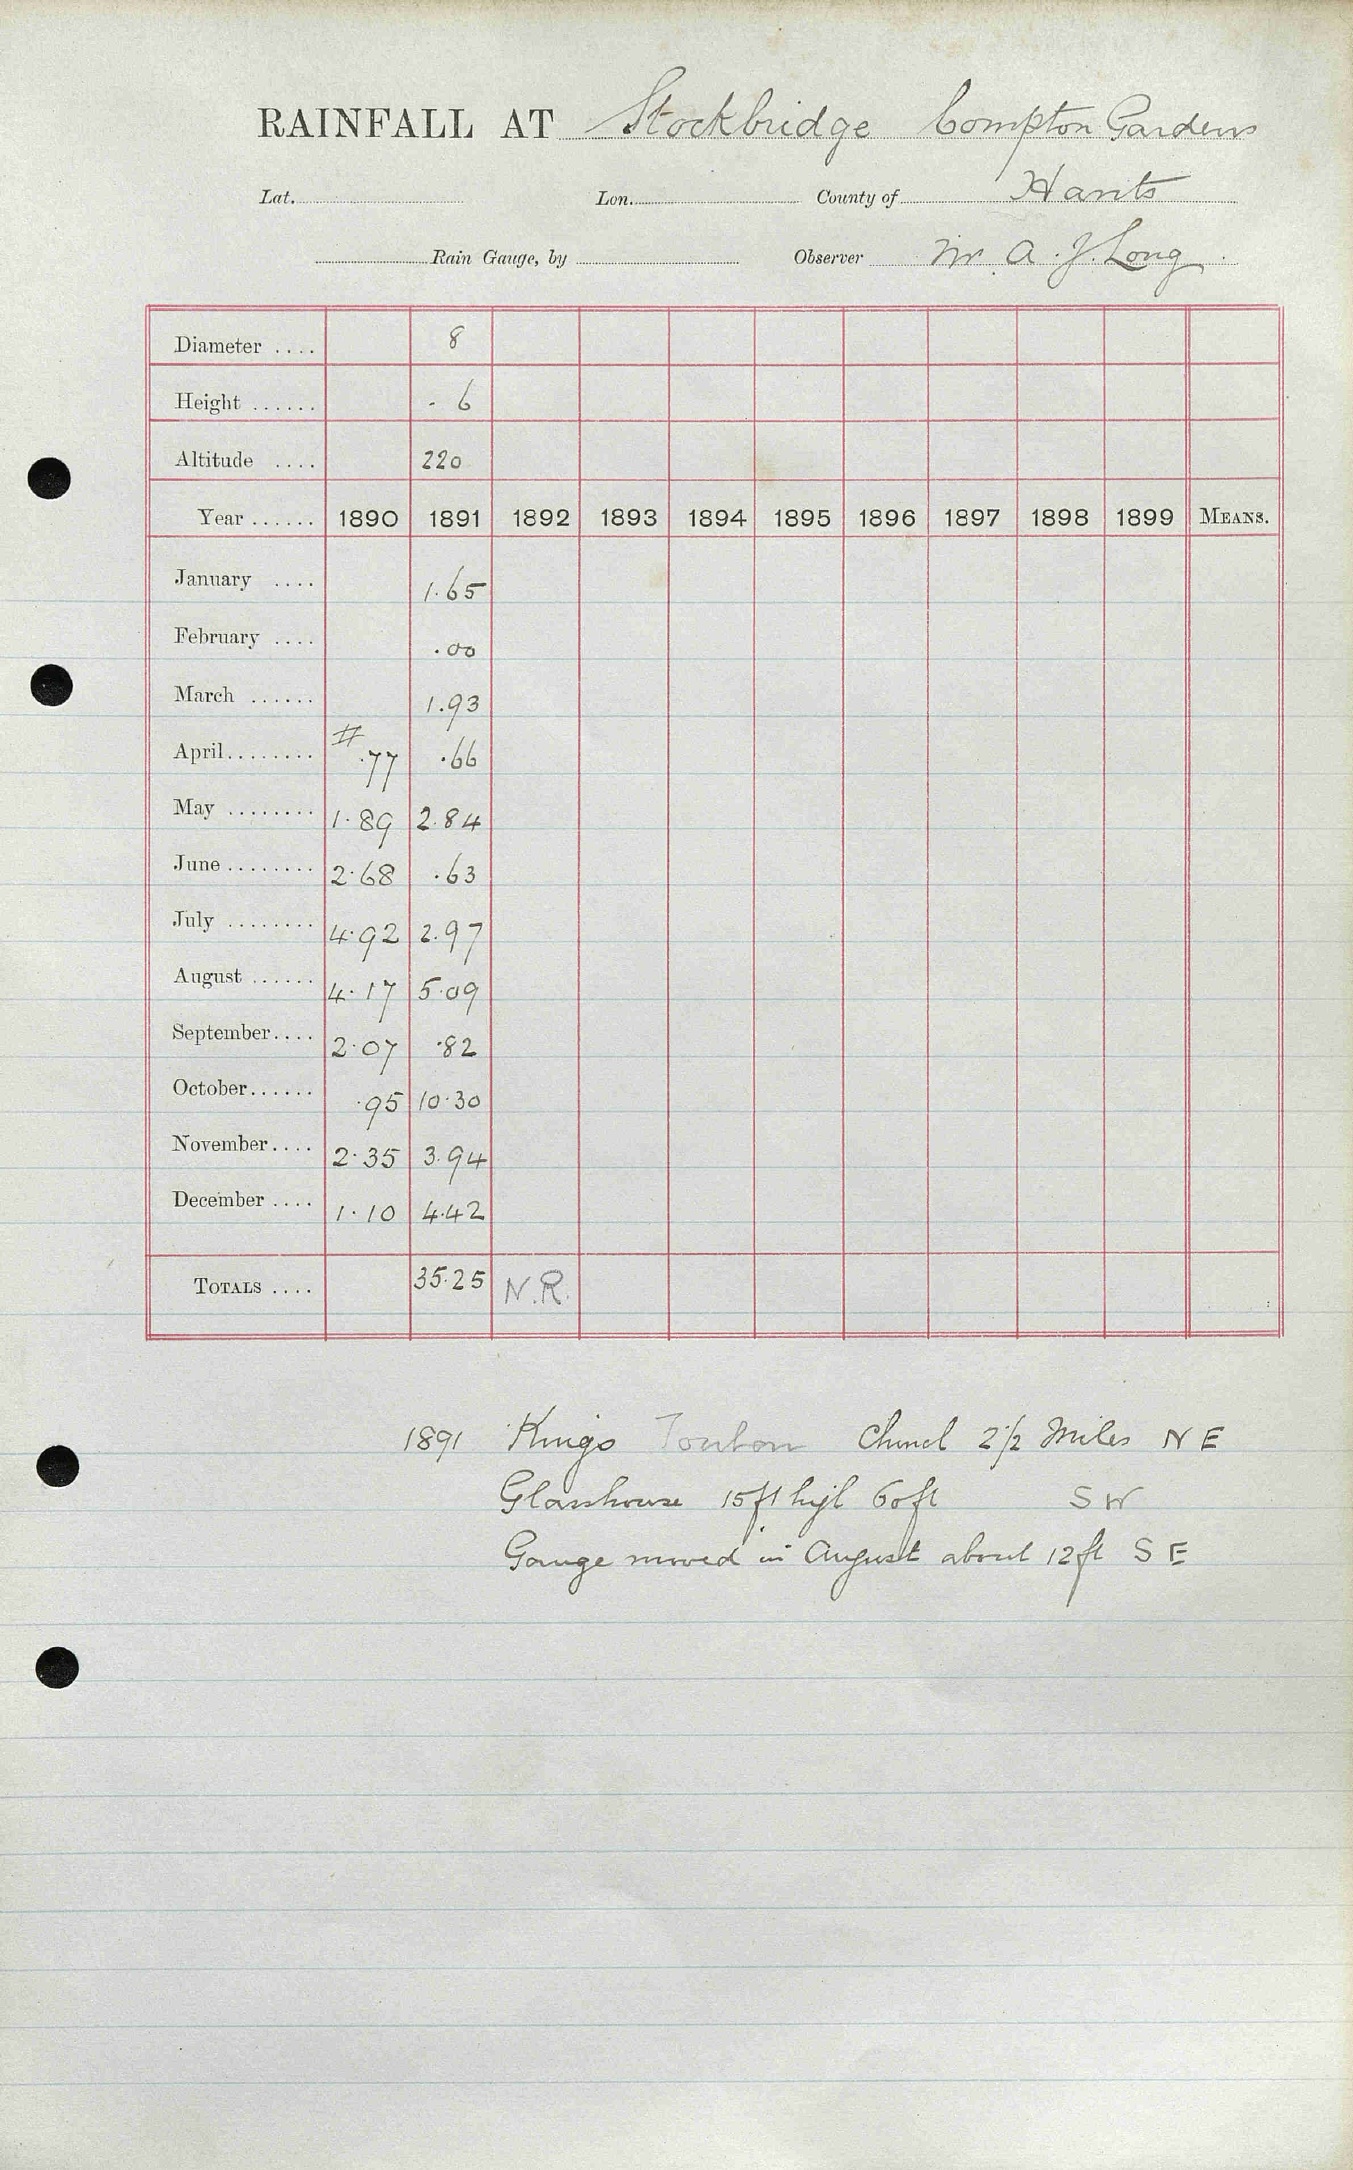 RAINFALL AT Stockbridge Compton Gardens
Lat. Lon. County of Hants
Rain Gauge, by Observer Mr A. J. Long
Diameter .... 8
Height ...... - 6
Altitude .... 220
Year ...... 1890 1891 1892 1893 1894 1895 1896 1897 1898 1899 MEANS.
January .... 1.65
February .... .00
March ...... 1.93
April ........ # .77 .66
May ........ 1.89 2.84
June ........ 2.68 .63
July ........ 4.92 2.97
August ...... 4.17 5.09
September .... 2.07 .82
October ...... .95 10.30
November .... 2.35 3.94
December .... 1.10 4.42
TOTALS .... 35.25 N.R.
1891 Kings Church 2½ Miles N E
Glasshouse 15ft high 60ft S W
Gauge moved in August about 12ft S E